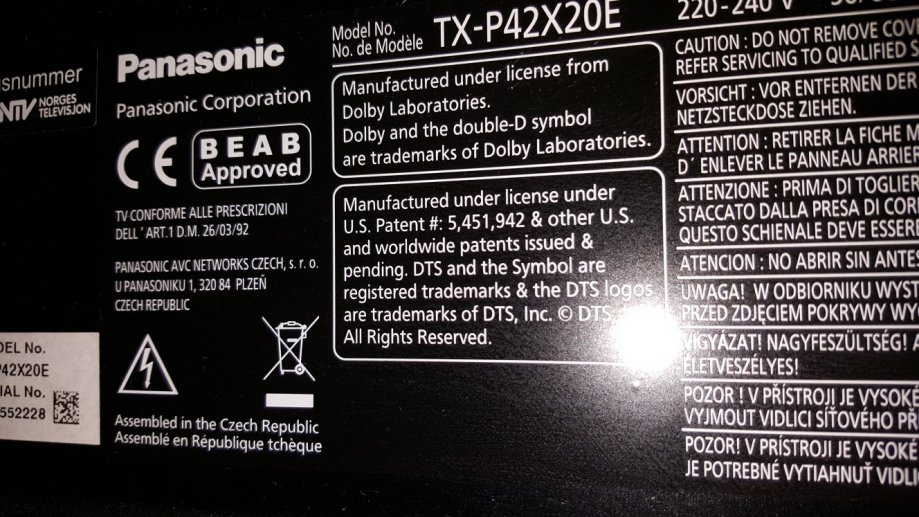 snummer
NTV NORGES
TELEVISJON
Panasonic
Panasonic Corporation
CE
BEAB
Approved
TV CONFORME ALLE PRESCRIZIONI
DELL' ART.1 D.M. 26/03/92
PANASONIC AVC NETWORKS CZECH, s. r. o.
U PANASONIKU 1, 320 84 PLZEŇ
CZECH REPUBLIC
Assembled in the Czech Republic
Assemblé en République tchèque
DEL No.
P42X20E
IAL No.
552228
Model No.
No. de Modèle TX-P42X20E
Manufactured under license from
Dolby Laboratories.
Dolby and the double-D symbol
are trademarks of Dolby Laboratories.
Manufactured under license under
U.S. Patent #: 5,451,942 & other U.S.
and worldwide patents issued &
pending. DTS and the Symbol are
registered trademarks & the DTS logos
are trademarks of DTS, Inc. © DTS,
All Rights Reserved.
220-240 V
CAUTION : DO NOT REMOVE COV
REFER SERVICING TO QUALIFIED S
VORSICHT : VOR ENTFERNEN DER
NETZSTECKDOSE ZIEHEN.
ATTENTION : RETIRER LA FICHE M
D´ ENLEVER LE PANNEAU ARRIER
ATTENZIONE : PRIMA DI TOGLIER
STACCATO DALLA PRESA DI COR
QUESTO SCHIENALE DEVE ESSER
ATENCION : NO ABRIR SIN ANTES
UWAGA! W ODBIORNIKU WYST
PRZED ZDJĘCIEM POKRYWY WY
VIGYÁZAT! NAGYFESZÜLTSÉG! A
ÉLETVESZÉLYES!
POZOR ! V PŘÍSTROJI JE VYSOKÉ
VYJMOUT VIDLICI SÍŤOVÉHO PŘ
POZOR! V PRÍSTROJI JE VYSOKÉ
JE POTREBNÉ VYTIAHNUŤ VIDLI